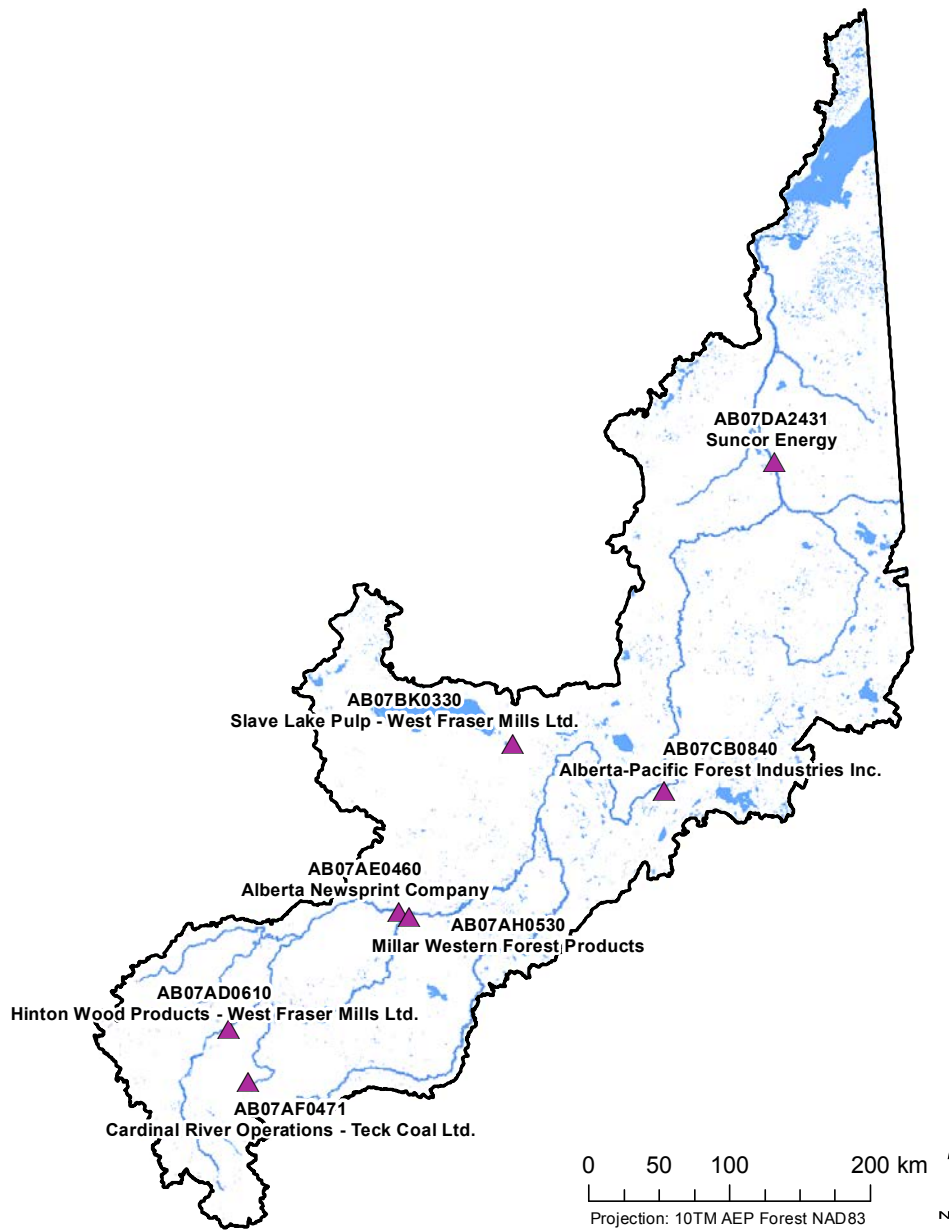 AB07DA2431
Suncor Energy
AB07BK0330
Slave Lake Pulp - West Fraser Mills Ltd.
AB07CB0840
Alberta-Pacific Forest Industries Inc.
AB07AE0460
Alberta Newsprint Company
AB07AH0530
Millar Western Forest Products
AB07AD0610
Hinton Wood Products - West Fraser Mills Ltd.
AB07AF0471
Cardinal River Operations - Teck Coal Ltd.
0 50 100 200 km
Projection: 10TM AEP Forest NAD83